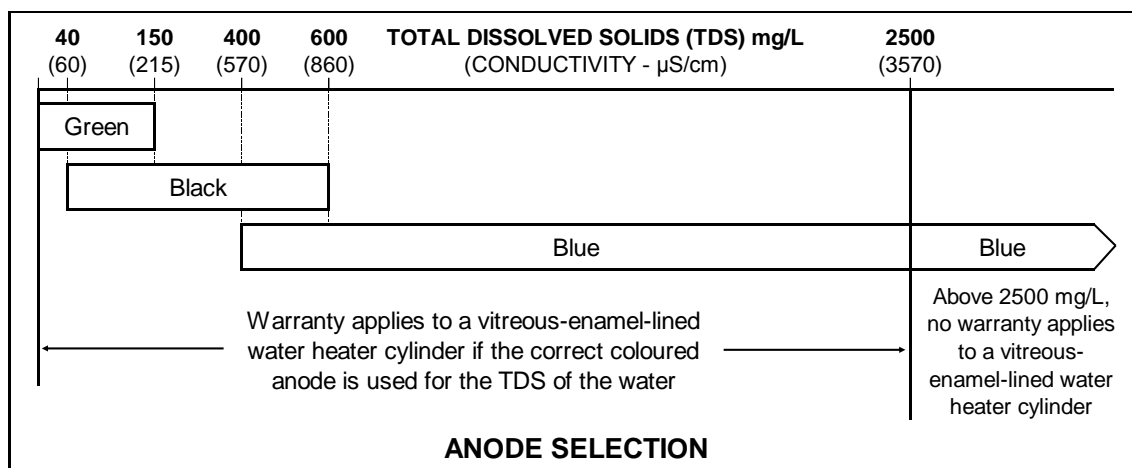 40 150 400 600 TOTAL DISSOLVED SOLIDS (TDS) mg/L 2500
(60) (215) (570) (860) (CONDUCTIVITY - µS/cm) (3570)
Green
Black
Blue Blue
Warranty applies to a vitreous-enamel-lined
water heater cylinder if the correct coloured
anode is used for the TDS of the water
Above 2500 mg/L,
no warranty applies
to a vitreous-
enamel-lined water
heater cylinder
ANODE SELECTION